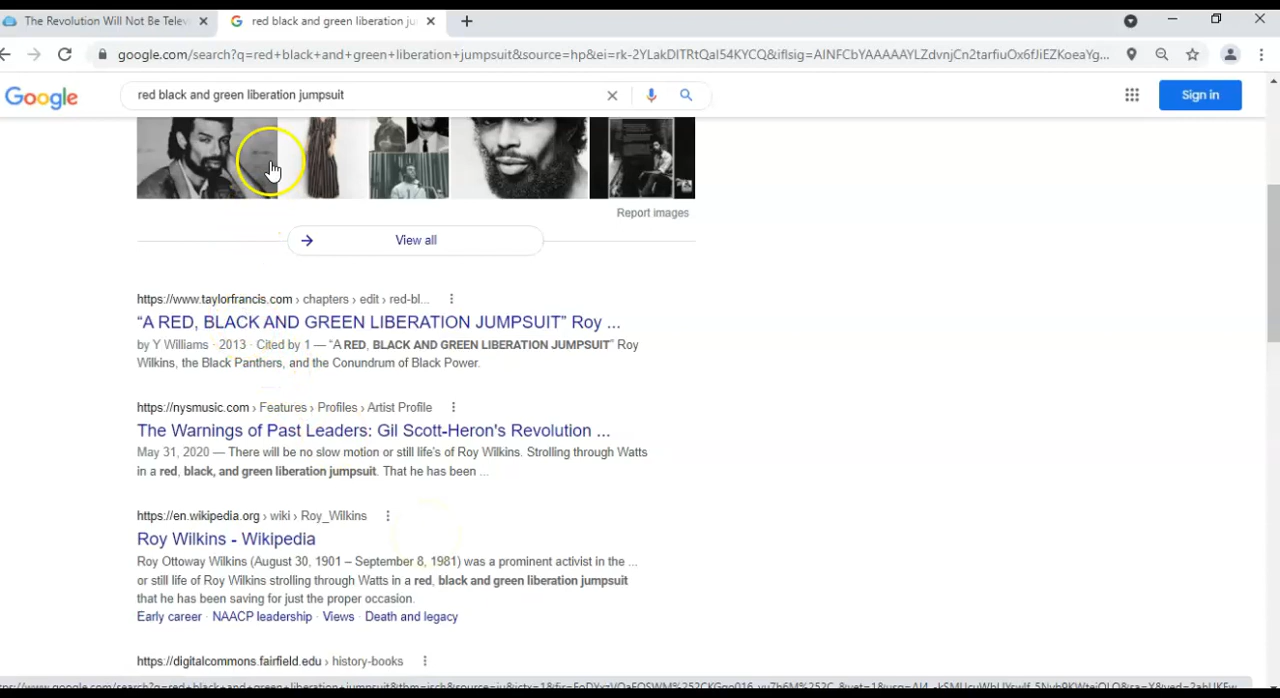 The Revolution Will Not Be Telev
red black and green liberation ju
google.com/search?q=red+black+and+green+liberation+jumpsuit&source=hp&ei=rk-2YLakDITRtQaI54KYCQ&iflsig=AINFCbYAAAAAYLZdvnjCn2tarfiuOx6fJiEZKoeaYg...
Google
red black and green liberation jumpsuit
Sign in
Report images
View all
https://www.taylorfrancis.com › chapters › edit › red-bl...
“A RED, BLACK AND GREEN LIBERATION JUMPSUIT” Roy ...
by Y Williams · 2013 · Cited by 1 — “A RED, BLACK AND GREEN LIBERATION JUMPSUIT” Roy
Wilkins, the Black Panthers, and the Conundrum of Black Power.
https://nysmusic.com › Features › Profiles › Artist Profile
The Warnings of Past Leaders: Gil Scott-Heron's Revolution ...
May 31, 2020 — There will be no slow motion or still life's of Roy Wilkins. Strolling through Watts
in a red, black, and green liberation jumpsuit. That he has been ...
https://en.wikipedia.org › wiki › Roy_Wilkins
Roy Wilkins - Wikipedia
Roy Ottoway Wilkins (August 30, 1901 – September 8, 1981) was a prominent activist in the ...
or still life of Roy Wilkins strolling through Watts in a red, black and green liberation jumpsuit
that he has been saving for just the proper occasion.
Early career · NAACP leadership · Views · Death and legacy
https://digitalcommons.fairfield.edu › history-books